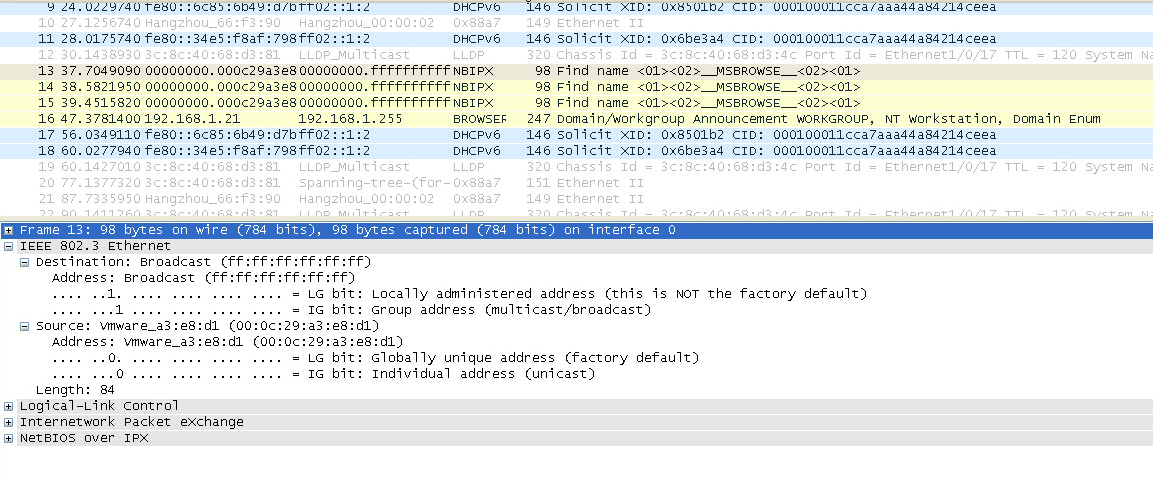 9 24.0229740 fe80::6c85:6b49:d7bff02::1:2 DHCPv6 146 Solicit XID: 0x8501b2 CID: 000100011cca7aaa44a84214ceea
10 27.1256740 Hangzhou_66:f3:90 Hangzhou_00:00:02 0x88a7 149 Ethernet II
11 28.0175740 fe80::34e5:f8af:798ff02::1:2 DHCPv6 146 Solicit XID: 0x6be3a4 CID: 000100011cca7aaa44a84214ceea
12 30.1438930 3c:8c:40:68:d3:81 LLDP_Multicast LLDP 320 Chassis Id = 3c:8c:40:68:d3:4c Port Id = Ethernet1/0/17 TTL = 120 System Na
13 37.7049090 00000000.000c29a3e800000000.ffffffffffff NBIPX 98 Find name <01><02>__MSBROWSE__<02><01>
14 38.5821950 00000000.000c29a3e800000000.ffffffffffff NBIPX 98 Find name <01><02>__MSBROWSE__<02><01>
15 39.4515820 00000000.000c29a3e800000000.ffffffffffff NBIPX 98 Find name <01><02>__MSBROWSE__<02><01>
16 47.3781400 192.168.1.21 192.168.1.255 BROWSER 247 Domain/Workgroup Announcement WORKGROUP, NT Workstation, Domain Enum
17 56.0349110 fe80::6c85:6b49:d7bff02::1:2 DHCPv6 146 Solicit XID: 0x8501b2 CID: 000100011cca7aaa44a84214ceea
18 60.0277940 fe80::34e5:f8af:798ff02::1:2 DHCPv6 146 Solicit XID: 0x6be3a4 CID: 000100011cca7aaa44a84214ceea
19 60.1427010 3c:8c:40:68:d3:81 LLDP_Multicast LLDP 320 Chassis Id = 3c:8c:40:68:d3:4c Port Id = Ethernet1/0/17 TTL = 120 System Na
20 77.1377320 3c:8c:40:68:d3:81 Spanning-tree-(for-0x88a7 151 Ethernet II
21 87.7335950 Hangzhou_66:f3:90 Hangzhou_00:00:02 0x88a7 149 Ethernet II
22 90.1411260 3c:8c:40:68:d3:81 LLDP_Multicast LLDP 320 Chassis Id = 3c:8c:40:68:d3:4c Port Id = Ethernet1/0/17 TTL = 120 System Na
Frame 13: 98 bytes on wire (784 bits), 98 bytes captured (784 bits) on interface 0
IEEE 802.3 Ethernet
Destination: Broadcast (ff:ff:ff:ff:ff:ff)
Address: Broadcast (ff:ff:ff:ff:ff:ff)
.... ..1. .... .... .... .... = LG bit: Locally administered address (this is NOT the factory default)
.... ...1 .... .... .... .... = IG bit: Group address (multicast/broadcast)
Source: Vmware_a3:e8:d1 (00:0c:29:a3:e8:d1)
Address: Vmware_a3:e8:d1 (00:0c:29:a3:e8:d1)
.... ..0. .... .... .... .... = LG bit: Globally unique address (factory default)
.... ...0 .... .... .... .... = IG bit: Individual address (unicast)
Length: 84
Logical-Link Control
Internetwork Packet eXchange
NetBIOS over IPX